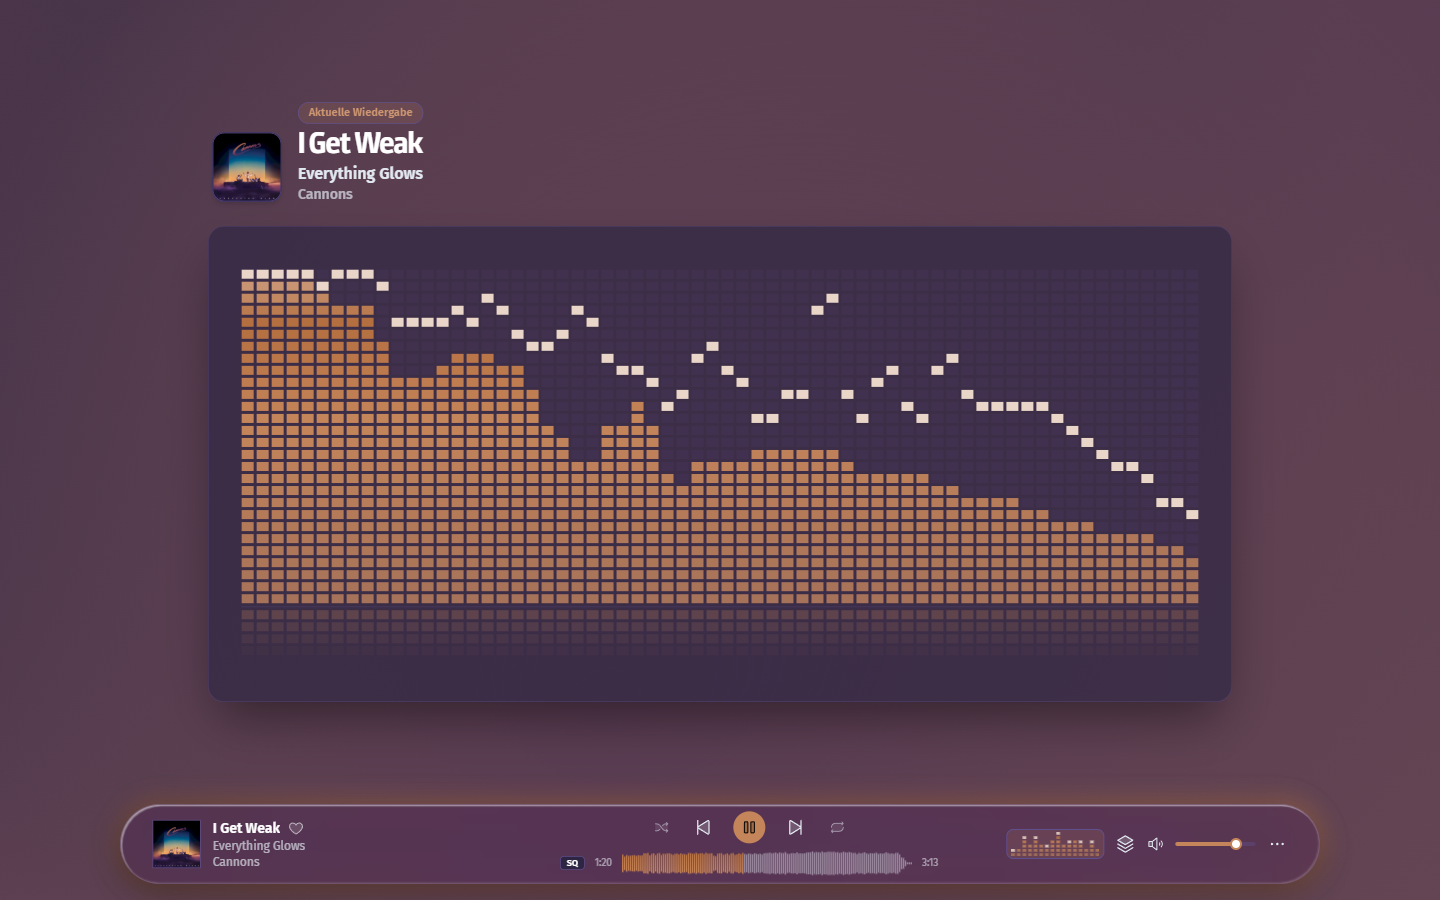 Aktuelle Wiedergabe
I Get Weak
Everything Glows
Cannons
I Get Weak
Everything Glows
Cannons
SQ
1:20
3:13